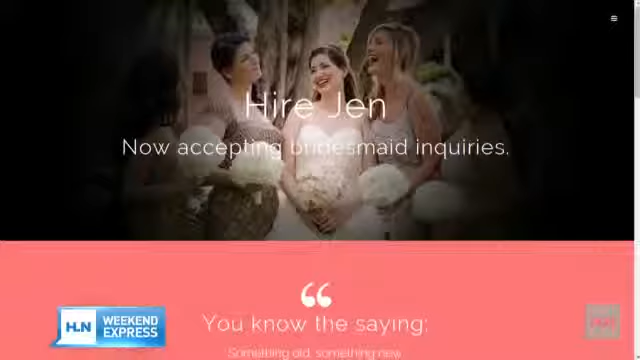 Hire Jen
Now accepting bridesmaid inquiries.
“
You know the saying:
Something old, something new,
HLN
WEEKEND
EXPRESS